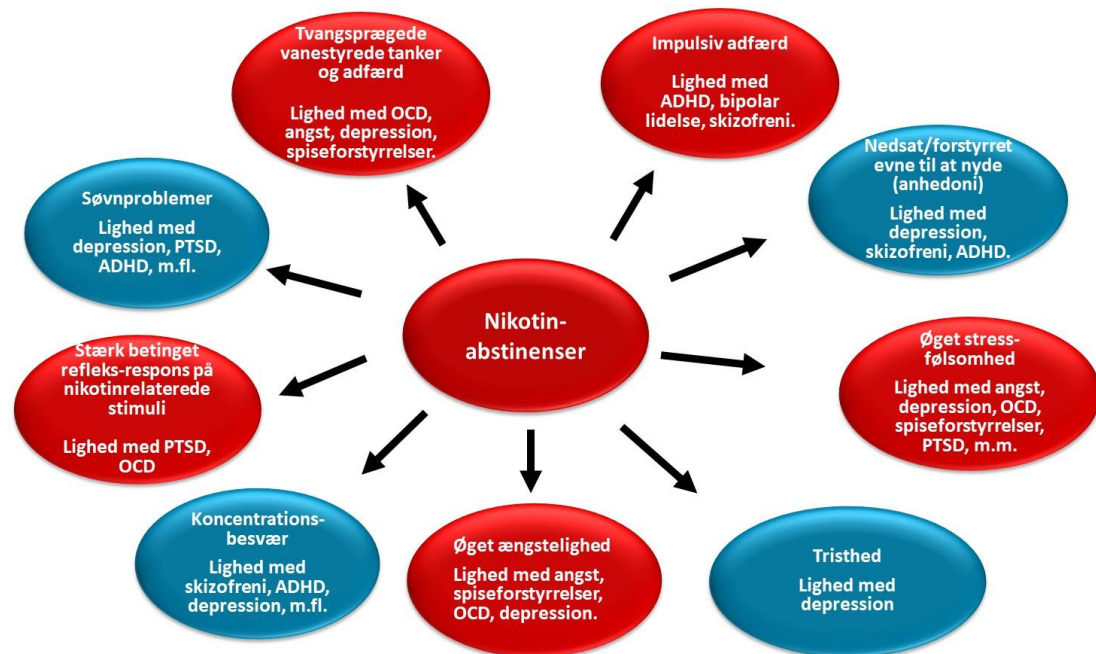 Tvangsprægede
vanestyrede tanker
og adfærd
Lighed med OCD,
angst, depression,
spiseforstyrrelser.
Impulsiv adfærd
Lighed med
ADHD, bipolar
lidelse, skizofreni.
Nedsat/forstyrret
evne til at nyde
(anhedoni)
Lighed med
depression,
skizofreni, ADHD.
Søvnproblemer
Lighed med
depression, PTSD,
ADHD, m.fl.
Nikotin-
abstinenser
Stærk betinget
refleks-respons på
nikotinrelaterede
stimuli
Lighed med PTSD,
OCD
Øget stress-
følsomhed
Lighed med angst,
depression, OCD,
spiseforstyrrelser,
PTSD, m.m.
Koncentrations-
besvær
Lighed med
skizofreni, ADHD,
depression, m.fl.
Øget ængstelighed
Lighed med angst,
spiseforstyrrelser,
OCD, depression.
Tristhed
Lighed med
depression